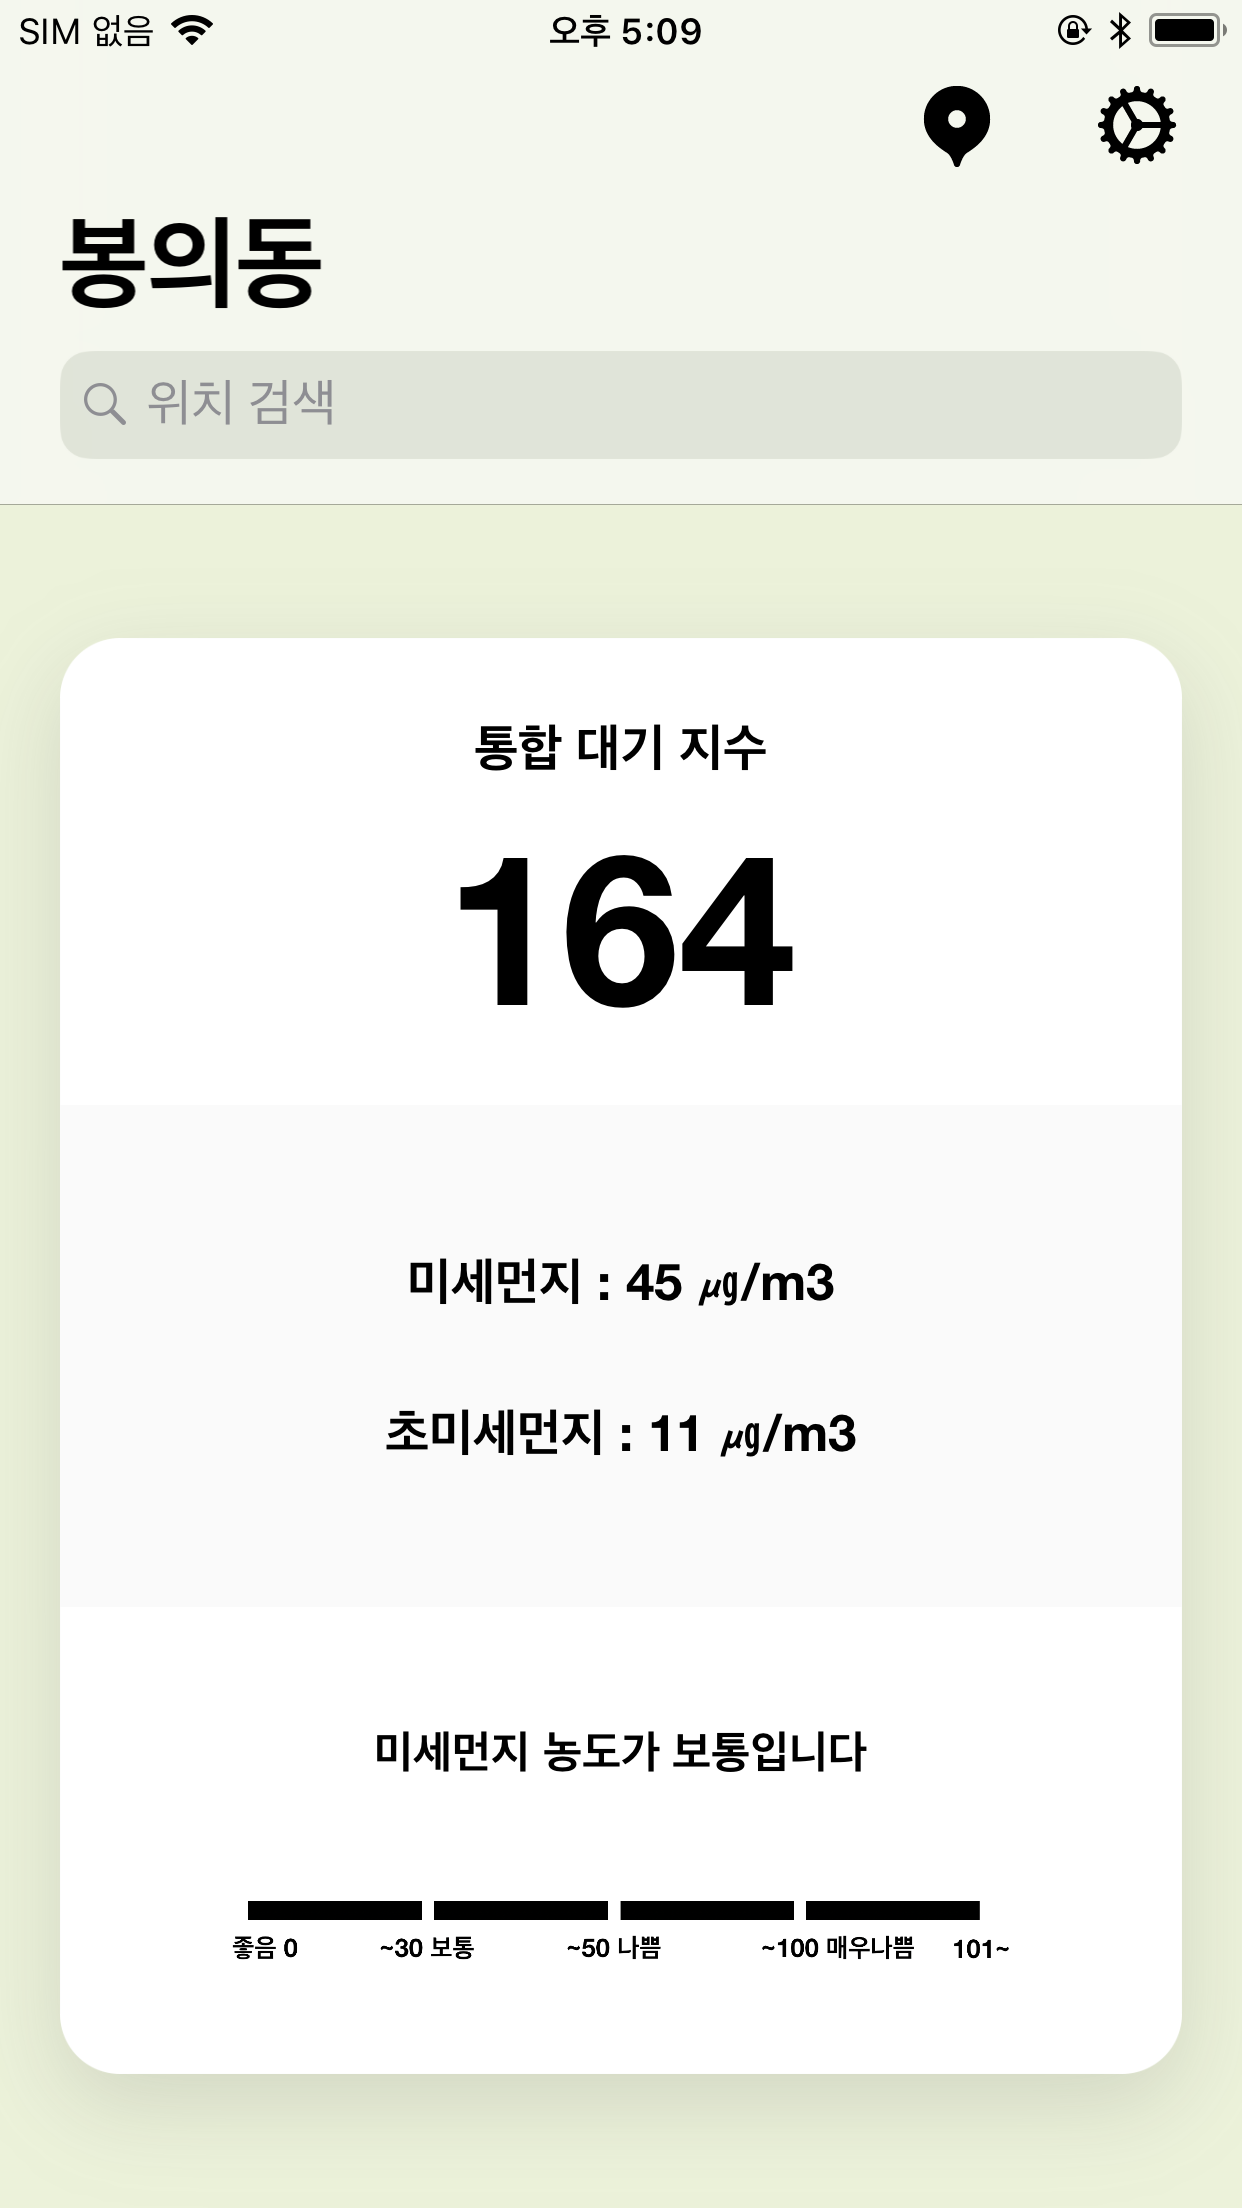 SIM 없음 오후 5:09
봉의동
위치 검색
통합 대기 지수
164
미세먼지 : 45 ㎍/m3
초미세먼지 : 11 ㎍/m3
미세먼지 농도가 보통입니다
좋음 0 ~30 보통 ~50 나쁨 ~100 매우나쁨 101~